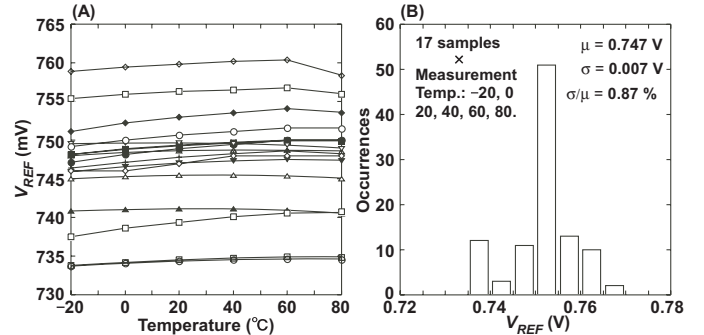 (A)
765
760
755
750
745
740
735
730
V_REF (mV)
−20 0 20 40 60 80
Temperature (℃)
(B)
60
50
40
30
20
10
0
Occurrences
17 samples
×
Measurement
Temp.: −20, 0
20, 40, 60, 80.
μ = 0.747 V
σ = 0.007 V
σ/μ = 0.87 %
0.72 0.74 0.76 0.78
V_REF (V)